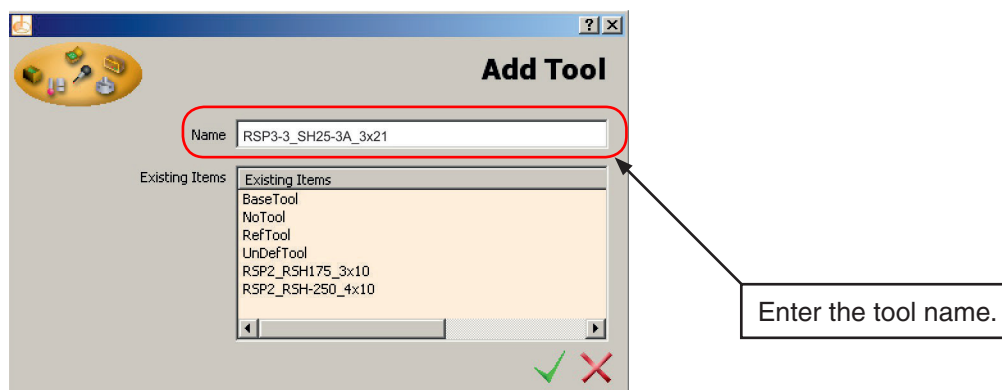 ? ×
Add Tool
Name RSP3-3_SH25-3A_3x21
Existing Items Existing Items
BaseTool
NoTool
RefTool
UnDefTool
RSP2_RSH175_3x10
RSP2_RSH-250_4x10
Enter the tool name.